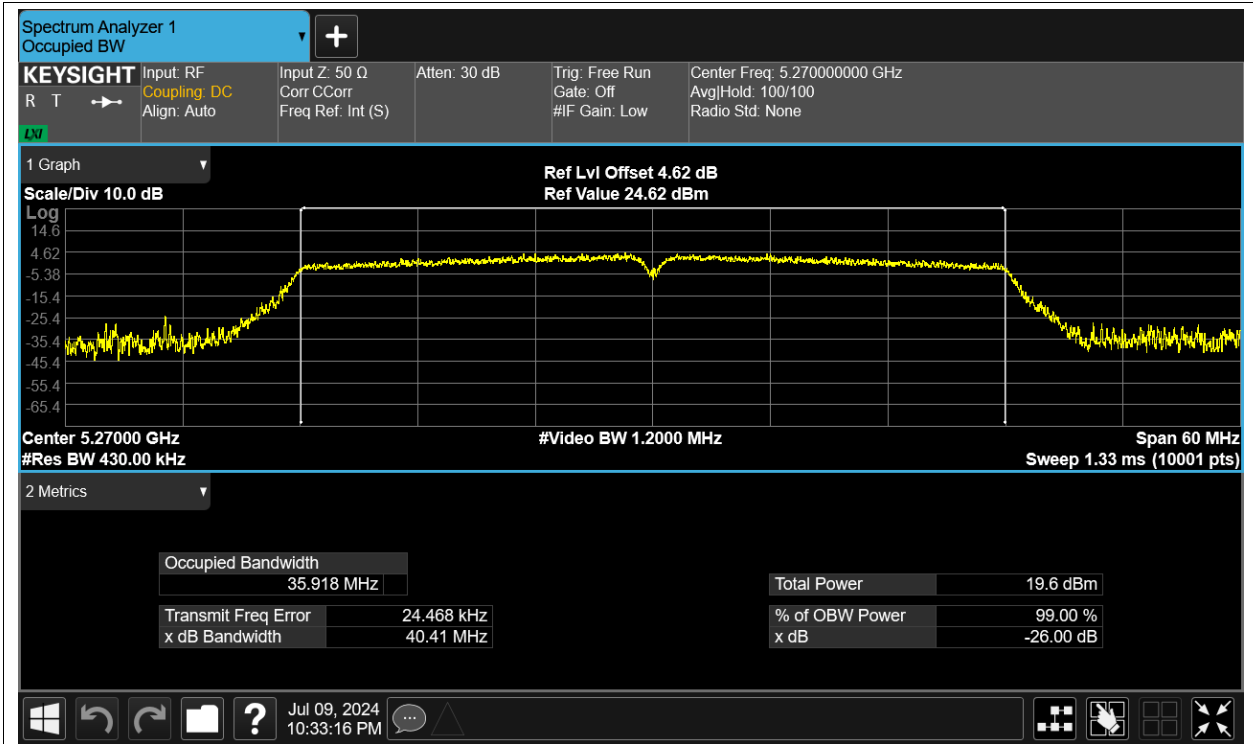 Spectrum Analyzer 1
Occupied BW
KEYSIGHT
R T
LXI
Input: RF
Coupling: DC
Align: Auto
Input Z: 50 Ω
Corr CCorr
Freq Ref: Int (S)
Atten: 30 dB
Trig: Free Run
Gate: Off
#IF Gain: Low
Center Freq: 5.270000000 GHz
Avg|Hold: 100/100
Radio Std: None
1 Graph
Scale/Div 10.0 dB
Ref Lvl Offset 4.62 dB
Ref Value 24.62 dBm
Log
14.6
4.62
-5.38
-15.4
-25.4
-35.4
-45.4
-55.4
-65.4
Center 5.27000 GHz
#Res BW 430.00 kHz
#Video BW 1.2000 MHz
Span 60 MHz
Sweep 1.33 ms (10001 pts)
2 Metrics
Occupied Bandwidth
35.918 MHz
Transmit Freq Error 24.468 kHz
x dB Bandwidth 40.41 MHz
Total Power 19.6 dBm
% of OBW Power 99.00 %
x dB -26.00 dB
?
Jul 09, 2024
10:33:16 PM